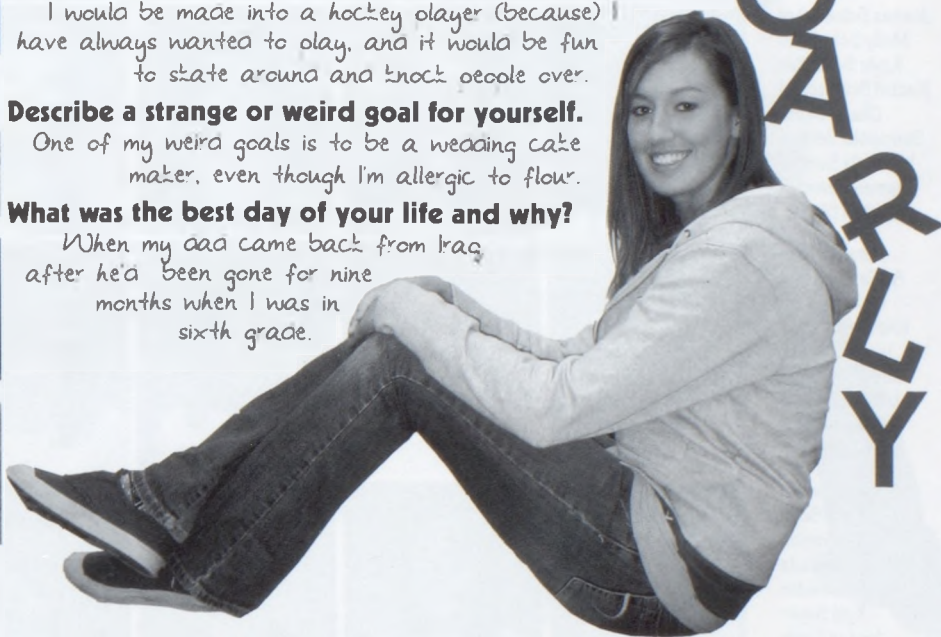 I would be made into a hockey player (because) I
have always wanted to play, and it would be fun
to skate around and knock people over.
Describe a strange or weird goal for yourself.
One of my weird goals is to be a wedding cake
maker, even though I'm allergic to flour.
What was the best day of your life and why?
When my dad came back from Iraq
after he'd been gone for nine
months when I was in
sixth grade.
CARLY